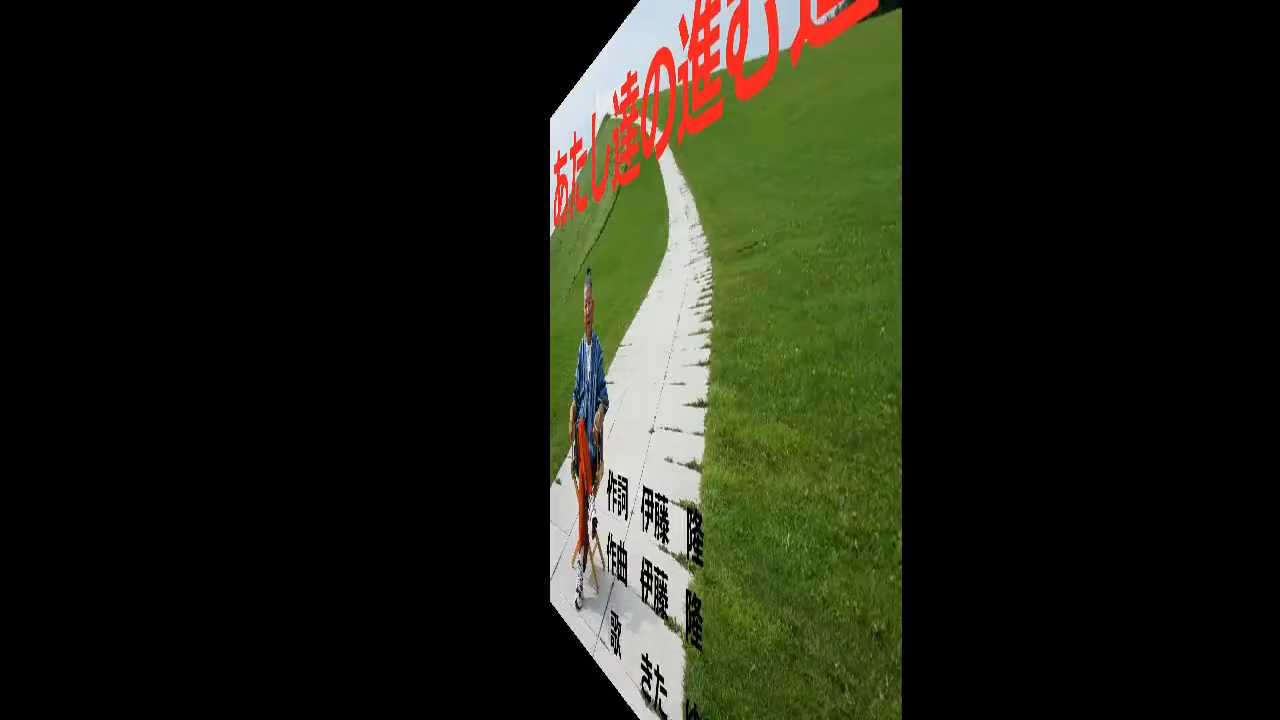 あたし達の進む道
作詞 伊藤 隆
作曲 伊藤 隆
歌 きた